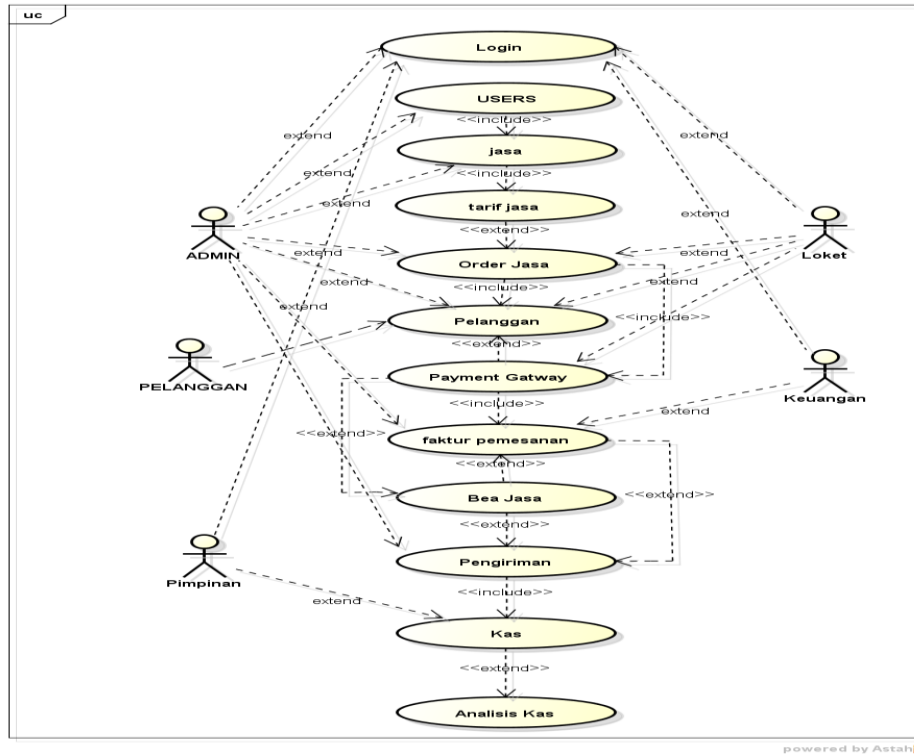 uc
Login
USERS
<<include>>
extend
extend
jasa
extend
<<include>>
extend
tarif jasa
extend
<<extend>>
ADMIN
Loket
extend
Order Jasa
extend
extend
<<include>>
extend
extend
Pelanggan
<<include>>
<<extend>>
PELANGGAN
Payment Gatway
Keuangan
<<include>>
extend
<<extend>>
faktur pemesanan
<<extend>>
Bea Jasa
<<extend>>
<<extend>>
Pengiriman
Pimpinan
<<include>>
extend
Kas
<<extend>>
Analisis Kas
powered by Astah